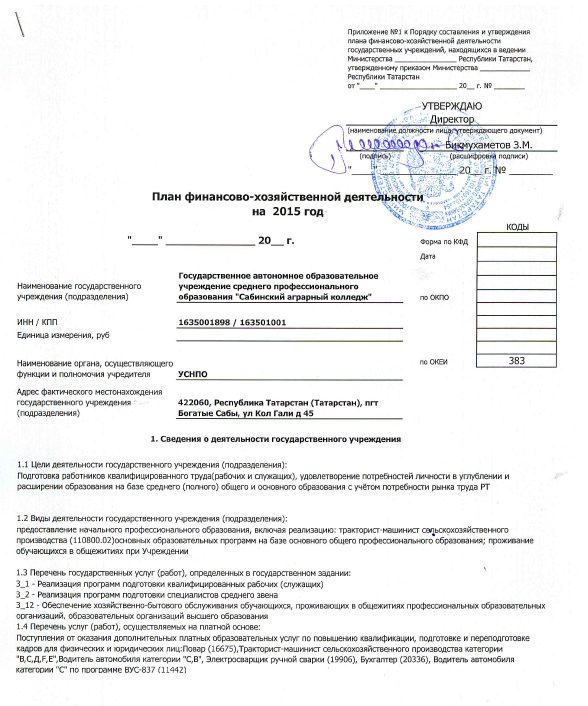 Приложение №1 к Порядку составления и утверждения
плана финансово-хозяйственной деятельности
государственных учреждений, находящихся в ведении
Министерства ______________ Республики Татарстан,
утвержденному приказом Министерства ___________
Республики Татарстан
от "____" __________________ 20__ г. № _______
УТВЕРЖДАЮ
Директор
(наименование должности лица, утверждающего документ)
Бикмухаметов З.М.
(подпись) (расшифровка подписи)
"____" 20__ г. № ________
План финансово-хозяйственной деятельности
на 2015 год
КОДЫ
"_____" _________________ 20__ г.
Форма по КФД
Дата
Наименование государственного
учреждения (подразделения)
Государственное автономное образовательное
учреждение среднего профессионального
образования "Сабинский аграрный колледж"
по ОКПО
ИНН / КПП
1635001898 / 163501001
Единица измерения, руб
по ОКЕИ
383
Наименование органа, осуществляющего
функции и полномочия учредителя
УСНПО
Адрес фактического местонахождения
государственного учреждения
(подразделения)
422060, Республика Татарстан (Татарстан), пгт
Богатые Сабы, ул Кол Гали д 45
1. Сведения о деятельности государственного учреждения
1.1 Цели деятельности государственного учреждения (подразделения):
Подготовка работников квалифицированного труда(рабочих и служащих), удовлетворение потребностей личности в углублении и
расширении образования на базе среднего (полного) общего и основного образования с учётом потребности рынка труда РТ
1.2 Виды деятельности государственного учреждения (подразделения):
предоставление начального профессионального образования, включая реализацию: тракторист-машинист сельскохозяйственного
производства (110800.02)основных образовательных программ на базе основного общего профессионального образования; проживание
обучающихся в общежитиях при Учреждении
1.3 Перечень государственных услуг (работ), определенных в государственном задании:
3_1 - Реализация программ подготовки квалифицированных рабочих (служащих)
3_2 - Реализация программ подготовки специалистов среднего звена
3_12 - Обеспечение хозяйственно-бытового обслуживания обучающихся, проживающих в общежитиях профессиональных образовательных
организаций, образовательных организаций высшего образования
1.4 Перечень услуг (работ), осуществляемых на платной основе:
Поступления от оказания дополнительных платных образовательных услуг по повышению квалификации, подготовке и переподготовке
кадров для физических и юридических лиц:Повар (16675),Тракторист-машинист сельскохозяйственного производства категории
"В,С,Д,F,Е",Водитель автомобиля категории "С,В", Электросварщик ручной сварки (19906), Бухгалтер (20336), Водитель автомобиля
категории "С" по программе ВУС-837 (11442)